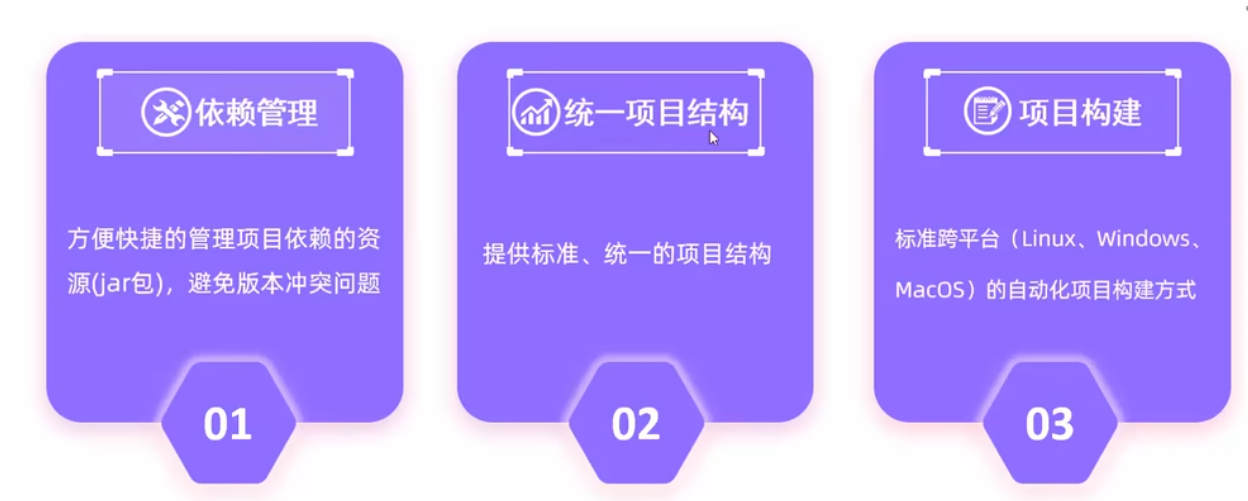 依赖管理
方便快捷的管理项目依赖的资
源(jar包)，避免版本冲突问题
01
统一项目结构
提供标准、统一的项目结构
02
项目构建
标准跨平台（Linux、Windows、
MacOS）的自动化项目构建方式
03